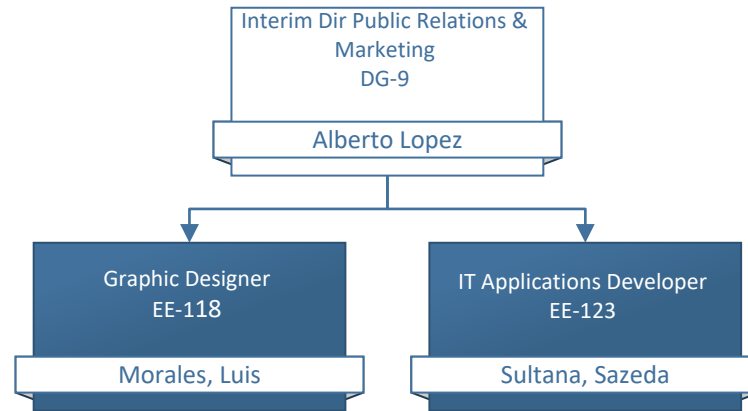 Interim Dir Public Relations &
Marketing
DG-9
Alberto Lopez
Graphic Designer
EE-118
Morales, Luis
IT Applications Developer
EE-123
Sultana, Sazeda